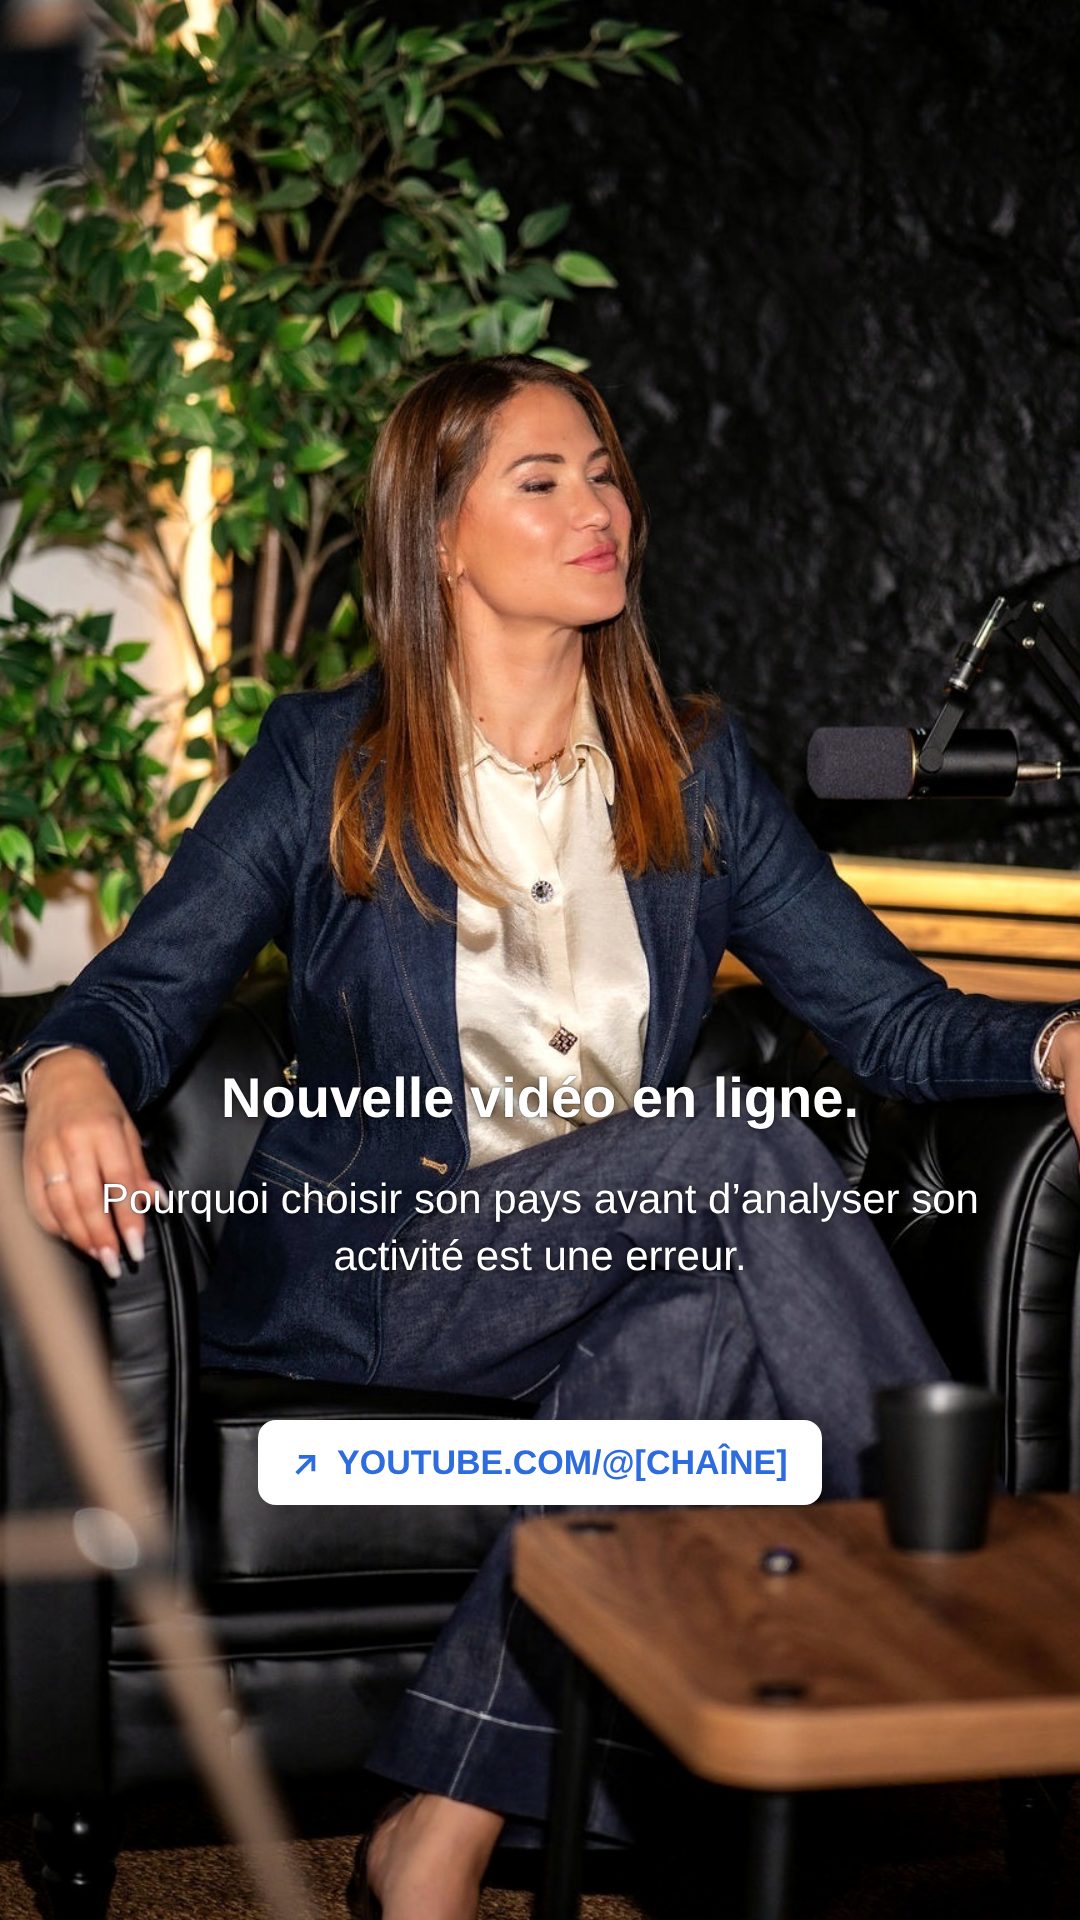 Nouvelle vidéo en ligne.
Pourquoi choisir son pays avant d’analyser son
activité est une erreur.
↗ YOUTUBE.COM/@[CHAÎNE]